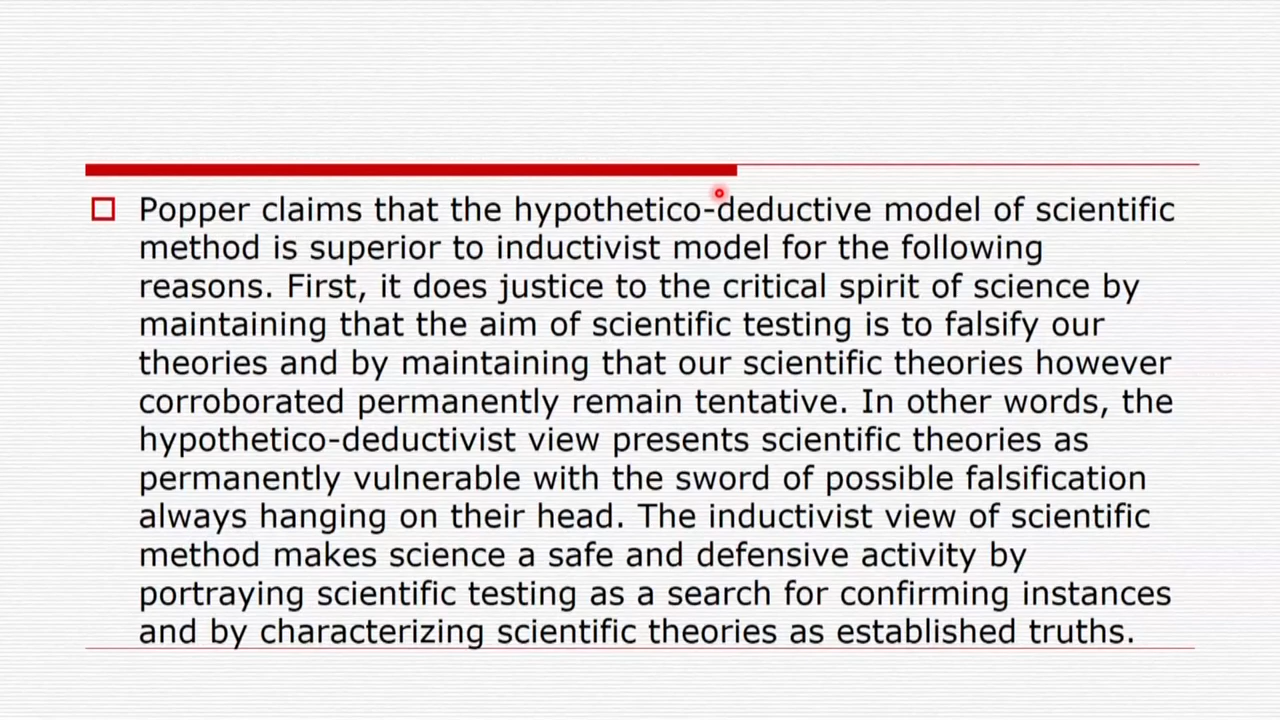 Popper claims that the hypothetico-deductive model of scientific
method is superior to inductivist model for the following
reasons. First, it does justice to the critical spirit of science by
maintaining that the aim of scientific testing is to falsify our
theories and by maintaining that our scientific theories however
corroborated permanently remain tentative. In other words, the
hypothetico-deductivist view presents scientific theories as
permanently vulnerable with the sword of possible falsification
always hanging on their head. The inductivist view of scientific
method makes science a safe and defensive activity by
portraying scientific testing as a search for confirming instances
and by characterizing scientific theories as established truths.